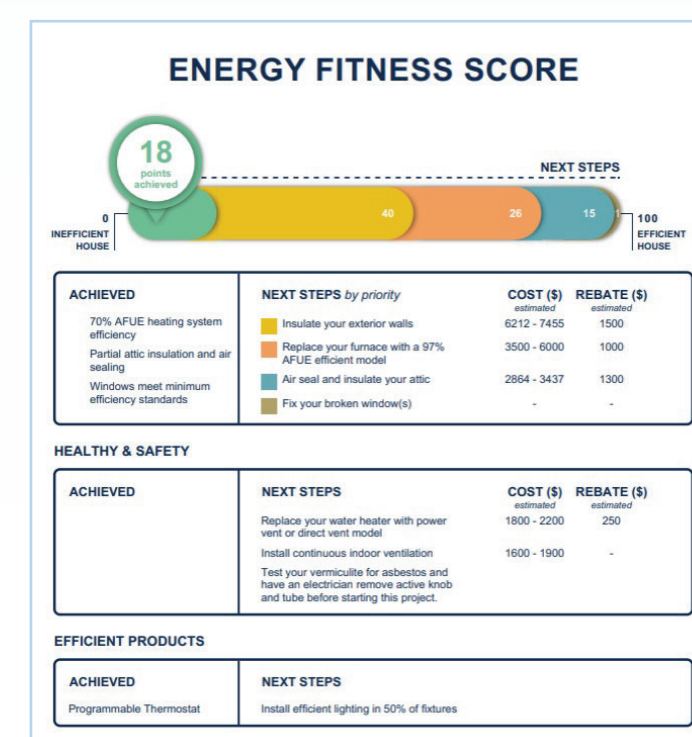 ENERGY FITNESS SCORE
18
points
achieved
NEXT STEPS
0
INEFFICIENT
HOUSE
40
26
15
1
100
EFFICIENT
HOUSE
ACHIEVED
70% AFUE heating system
efficiency
Partial attic insulation and air
sealing
Windows meet minimum
efficiency standards
NEXT STEPS by priority
COST ($) REBATE ($)
estimated estimated
Insulate your exterior walls 6212 - 7455 1500
Replace your furnace with a 97% 3500 - 6000 1000
AFUE efficient model
Air seal and insulate your attic 2864 - 3437 1300
Fix your broken window(s) - -
HEALTHY & SAFETY
ACHIEVED
NEXT STEPS
COST ($) REBATE ($)
estimated estimated
Replace your water heater with power 1800 - 2200 250
vent or direct vent model
Install continuous indoor ventilation 1600 - 1900 -
Test your vermiculite for asbestos and
have an electrician remove active knob
and tube before starting this project.
EFFICIENT PRODUCTS
ACHIEVED
Programmable Thermostat
NEXT STEPS
Install efficient lighting in 50% of fixtures